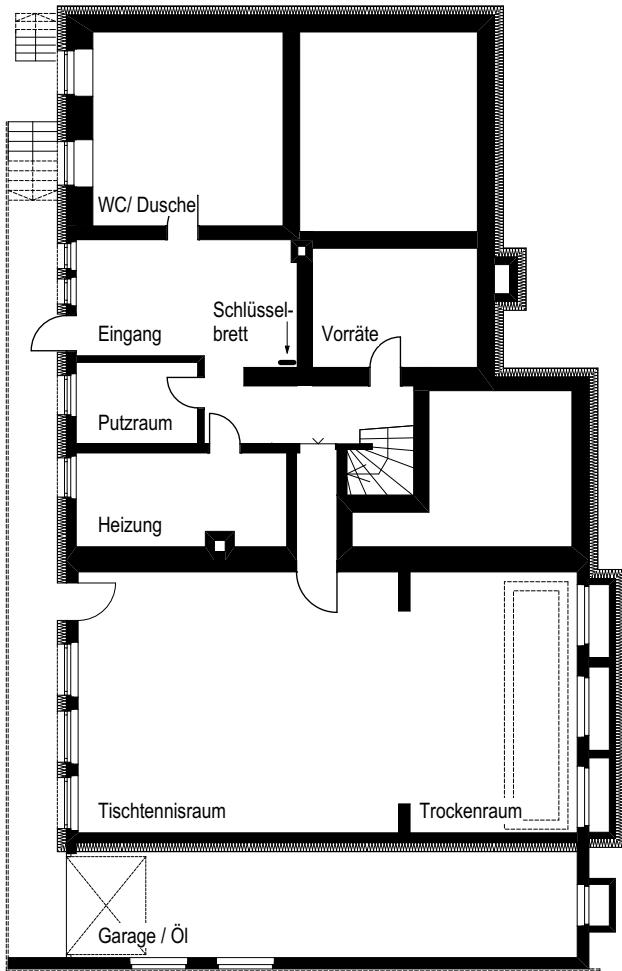 WC/ Dusche
Schlüssel-
brett
Eingang
Vorräte
Putzraum
Heizung
Tischtennisraum
Trockenraum
Garage / Öl